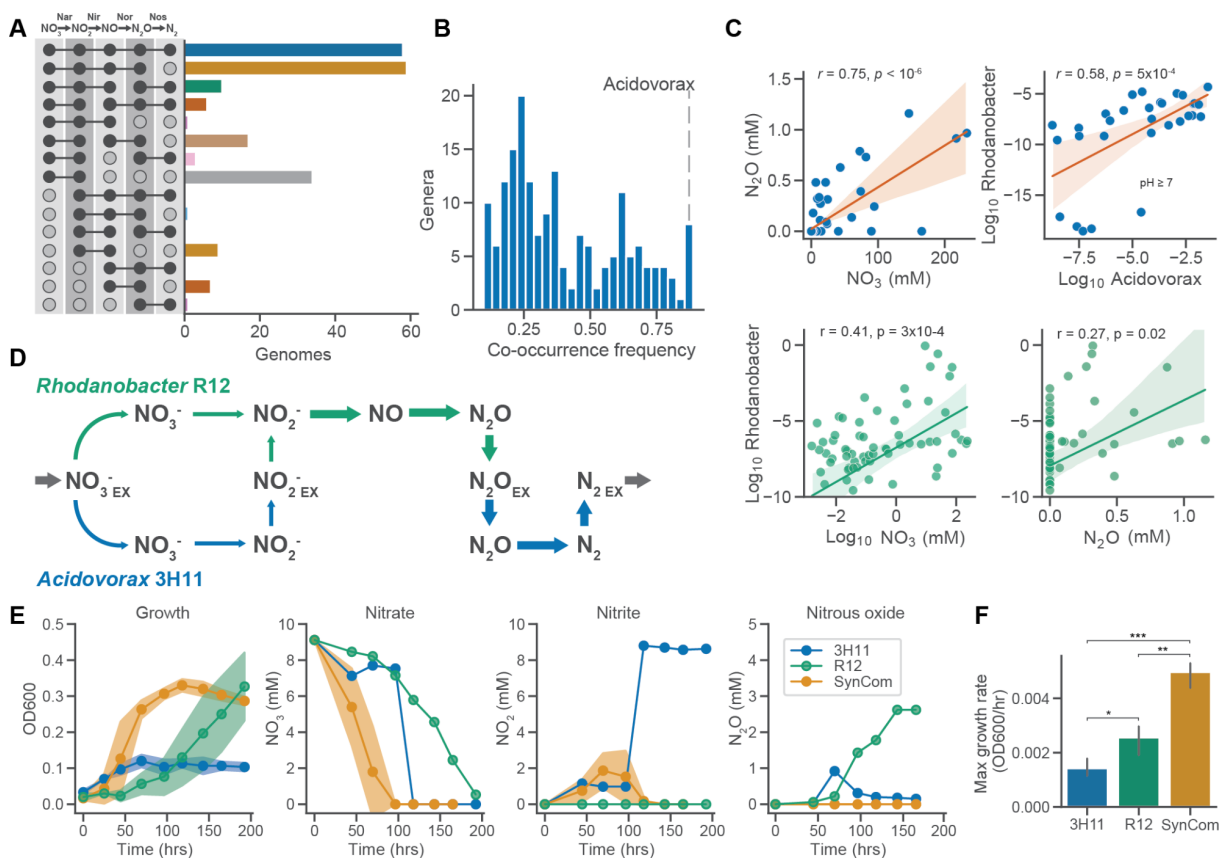 A
Nar Nir Nor Nos
NO₃→NO₂→NO→N₂O→N₂
0 20 40 60
Genomes
B
Acidovorax
20
15
10
5
0
Genera
0.25 0.50 0.75
Co-occurrence frequency
C
r = 0.75, p < 10⁻⁶
1.5
1.0
0.5
0.0
N₂O (mM)
0 100 200
NO₃ (mM)
r = 0.58, p = 5x10⁻⁴
−5
−10
−15
Log₁₀ Rhodanobacter
pH ≥ 7
−7.5 −5.0 −2.5
Log₁₀ Acidovorax
r = 0.41, p = 3x10-4
0
−5
−10
Log₁₀ Rhodanobacter
−2 0 2
Log₁₀ NO₃ (mM)
r = 0.27, p = 0.02
0
−5
−10
0.0 0.5 1.0
N₂O (mM)
D
Rhodanobacter R12
NO₃⁻ NO₂⁻ NO N₂O
NO₃⁻ EX NO₂⁻ EX N₂O EX N₂ EX
NO₃⁻ NO₂⁻ N₂O N₂
Acidovorax 3H11
E
Growth
0.5
0.4
0.3
0.2
0.1
0.0
OD600
0 50 100 150 200
Time (hrs)
Nitrate
10
8
6
4
2
0
NO₃ (mM)
0 50 100 150 200
Time (hrs)
Nitrite
10
8
6
4
2
0
NO₂ (mM)
0 50 100 150 200
Time (hrs)
Nitrous oxide
5
4
3
2
1
0
N₂O (mM)
3H11
R12
SynCom
0 50 100 150 200
Time (hrs)
F
***
**
*
0.004
0.002
0.000
Max growth rate
(OD600/hr)
3H11 R12 SynCom